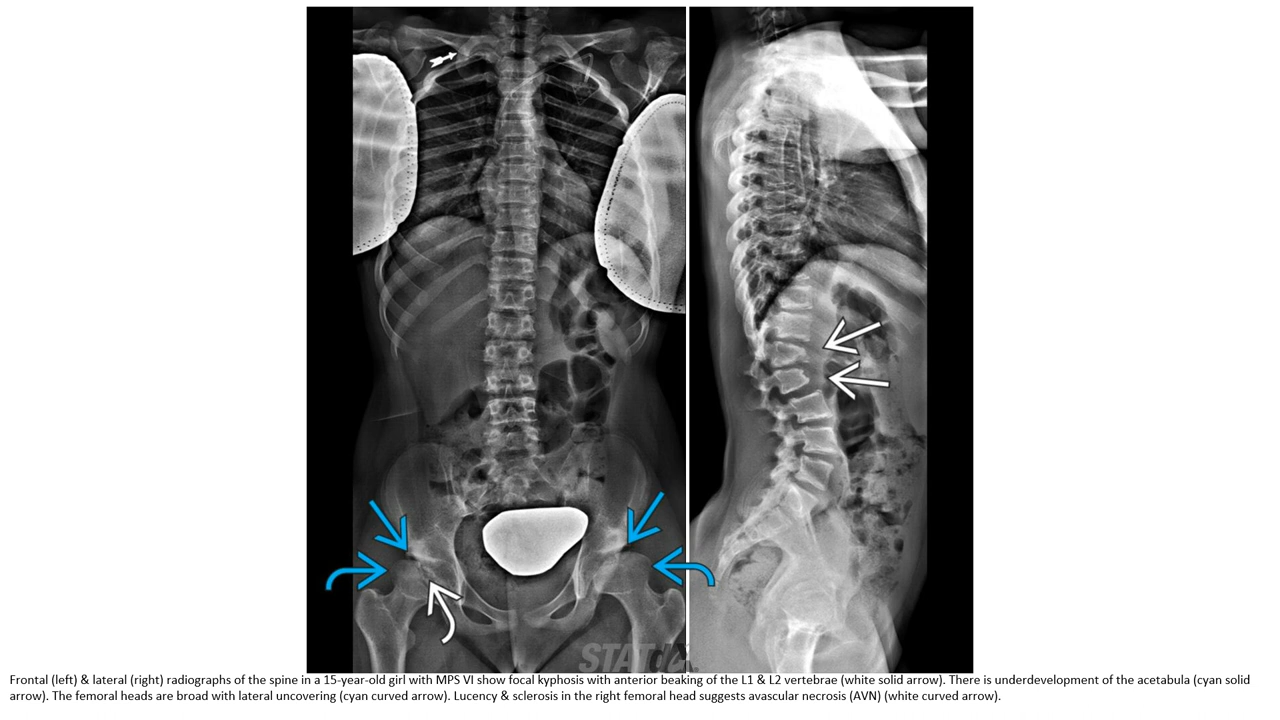 STATdx
Frontal (left) & lateral (right) radiographs of the spine in a 15-year-old girl with MPS VI show focal kyphosis with anterior beaking of the L1 & L2 vertebrae (white solid arrow). There is underdevelopment of the acetabula (cyan solid
arrow). The femoral heads are broad with lateral uncovering (cyan curved arrow). Lucency & sclerosis in the right femoral head suggests avascular necrosis (AVN) (white curved arrow).